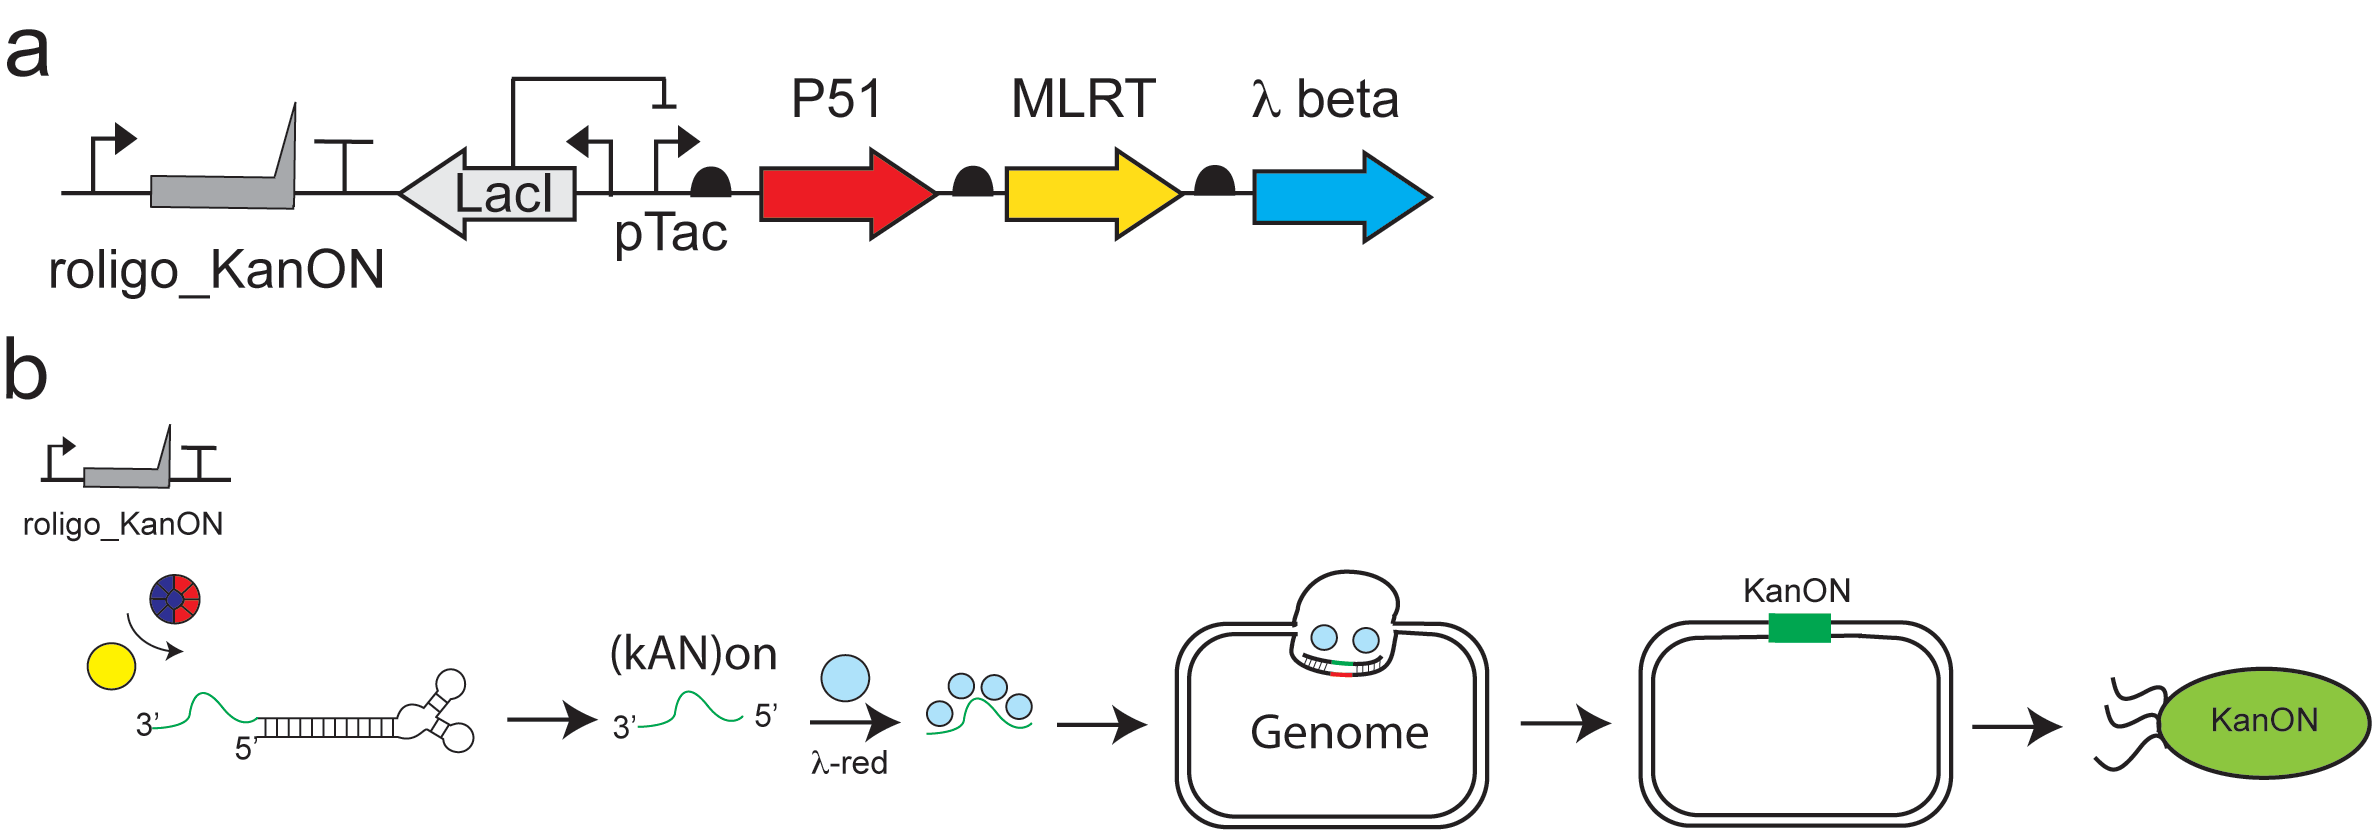 a
P51 MLRT λ beta
LacI
pTac
roligo_KanON
b
roligo_KanON
KanON
(kAN)on
3’ 5’ 3’ 5’
λ-red
Genome
KanON